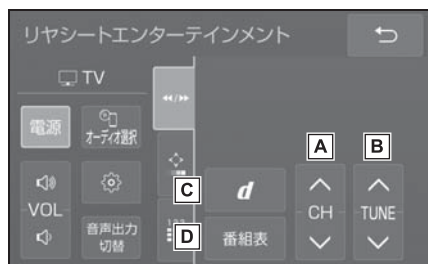 リヤシートエンターテインメント
TV
◀◀/▶▶
電源
オーディオ選択
A
B
VOL
C
d
CH
TUNE
123
D
音声出力
切替
番組表